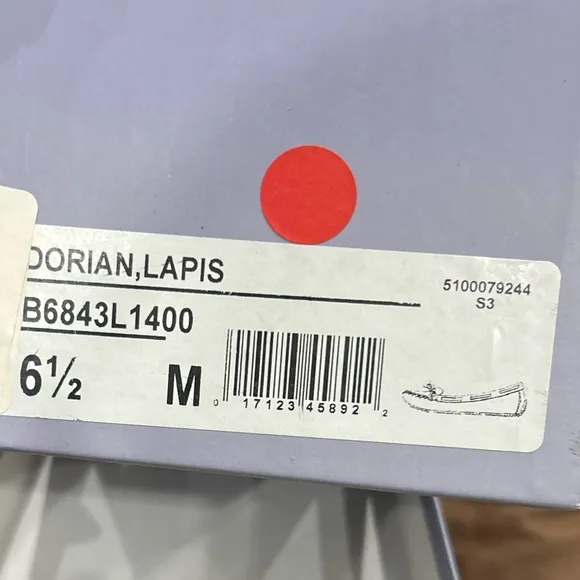 DORIAN,LAPIS
B6843L1400
6½ M
0 17123 45892 2
5100079244
S3